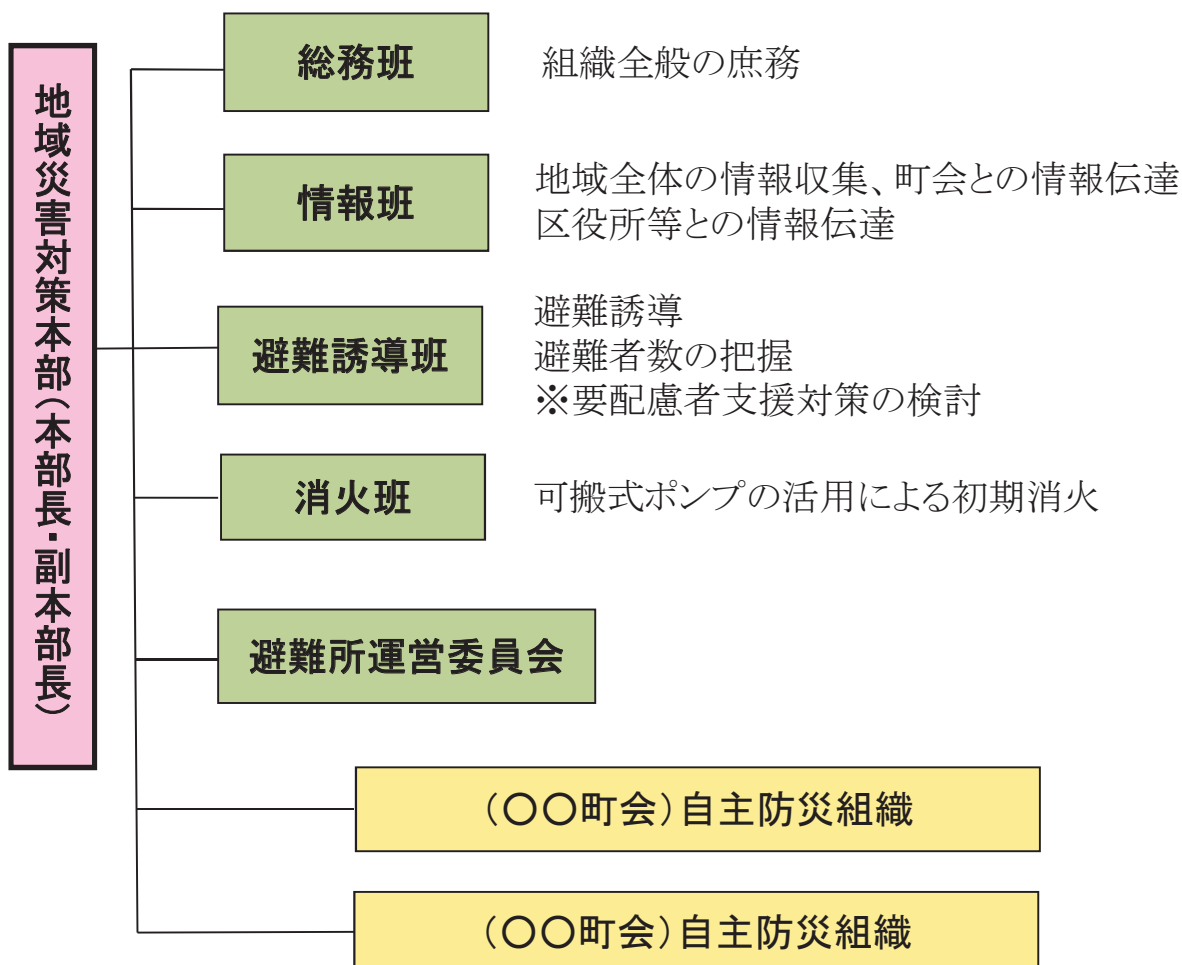 地域災害対策本部（本部長・副本部長）
総務班
組織全般の庶務
情報班
地域全体の情報収集、町会との情報伝達
区役所等との情報伝達
避難誘導班
避難誘導
避難者数の把握
※要配慮者支援対策の検討
消火班
可搬式ポンプの活用による初期消火
避難所運営委員会
（〇〇町会）自主防災組織
（〇〇町会）自主防災組織